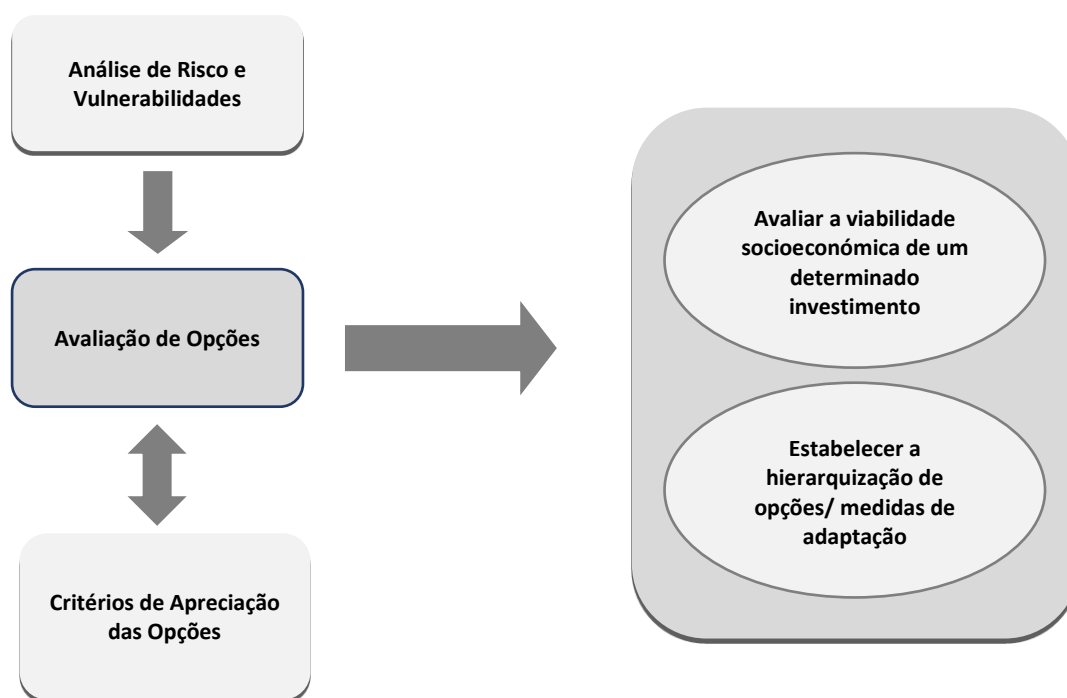 Análise de Risco e
Vulnerabilidades
Avaliação de Opções
Critérios de Apreciação
das Opções
Avaliar a viabilidade
socioeconómica de um
determinado
investimento
Estabelecer a
hierarquização de
opções/ medidas de
adaptação